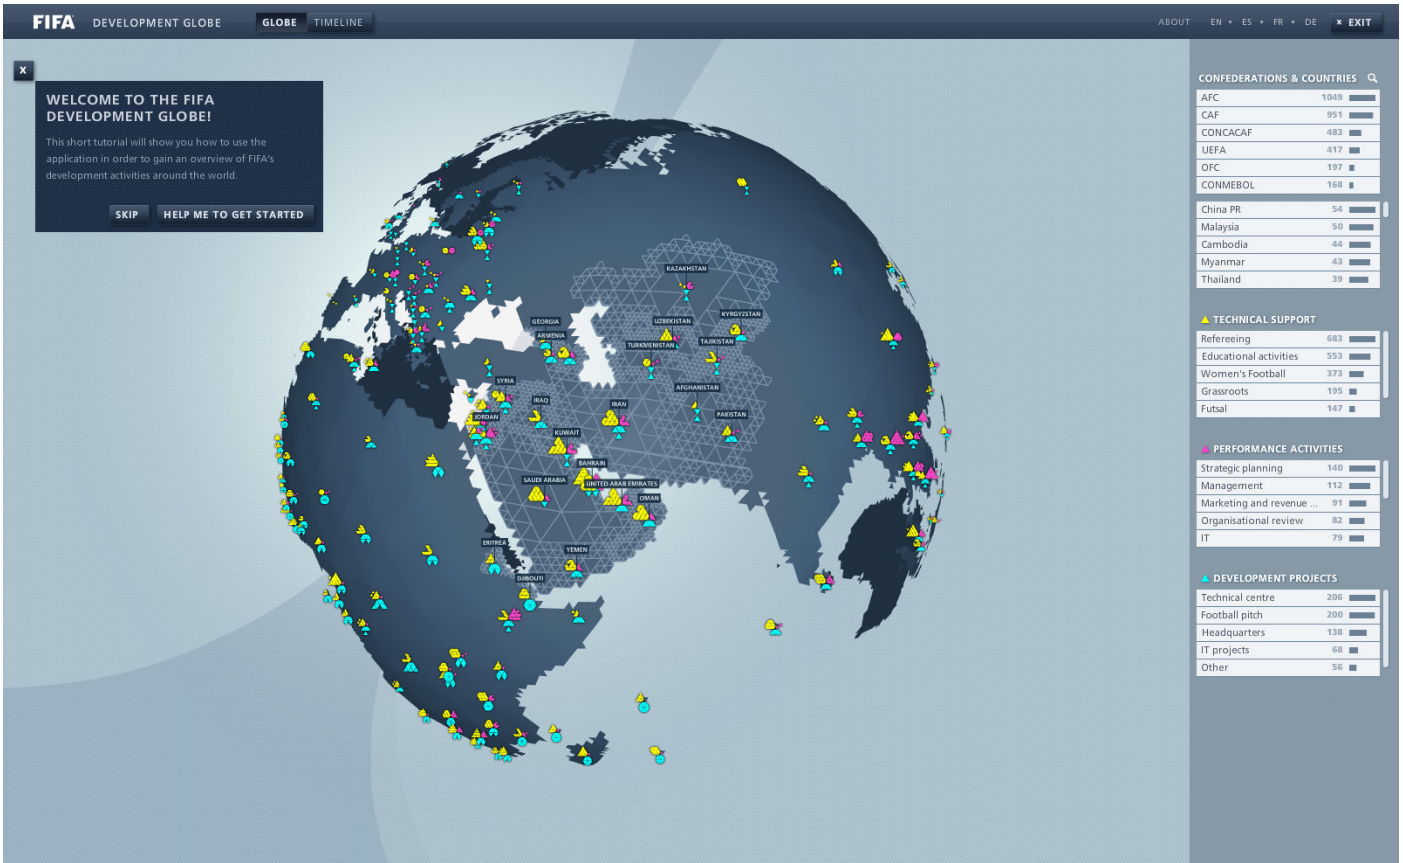 FIFA DEVELOPMENT GLOBE GLOBE TIMELINE ABOUT EN • ES • FR • DE x EXIT
X
WELCOME TO THE FIFA
DEVELOPMENT GLOBE!
This short tutorial will show you how to use the
application in order to gain an overview of FIFA's
development activities around the world.
SKIP HELP ME TO GET STARTED
KAZAKHSTAN
KYRGYZSTAN
GEORGIA
UZBEKISTAN
ARMENIA
TAJIKISTAN
TURKMENISTAN
SYRIA
AFGHANISTAN
IRAQ
IRAN
JORDAN
PAKISTAN
KUWAIT
BAHRAIN
SAUDI ARABIA
UNITED ARAB EMIRATES
OMAN
ERITREA
YEMEN
DJIBOUTI
CONFEDERATIONS & COUNTRIES
AFC 1049
CAF 951
CONCACAF 483
UEFA 417
OFC 197
CONMEBOL 168
China PR 54
Malaysia 50
Cambodia 44
Myanmar 43
Thailand 39
TECHNICAL SUPPORT
Refereeing 683
Educational activities 553
Women's Football 373
Grassroots 195
Futsal 147
PERFORMANCE ACTIVITIES
Strategic planning 140
Management 112
Marketing and revenue ... 91
Organisational review 82
IT 79
DEVELOPMENT PROJECTS
Technical centre 206
Football pitch 200
Headquarters 138
IT projects 68
Other 56